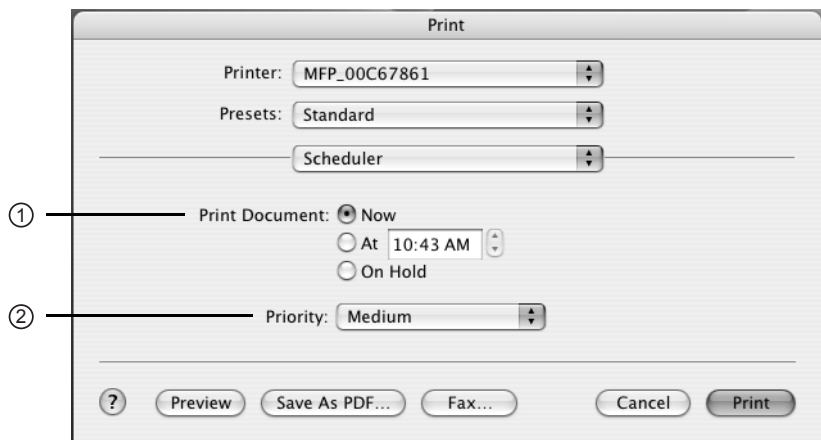 Print
Printer: MFP_00C67861
Presets: Standard
Scheduler
① Print Document: Now
At 10:43 AM
On Hold
② Priority: Medium
? Preview Save As PDF... Fax... Cancel Print